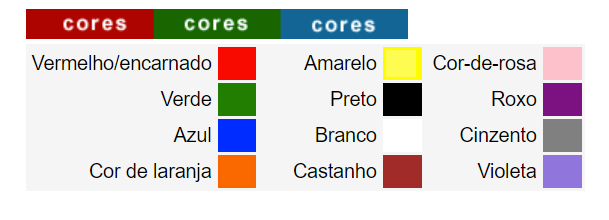 cores cores cores
Vermelho/encarnado Amarelo Cor-de-rosa
Verde Preto Roxo
Azul Branco Cinzento
Cor de laranja Castanho Violeta